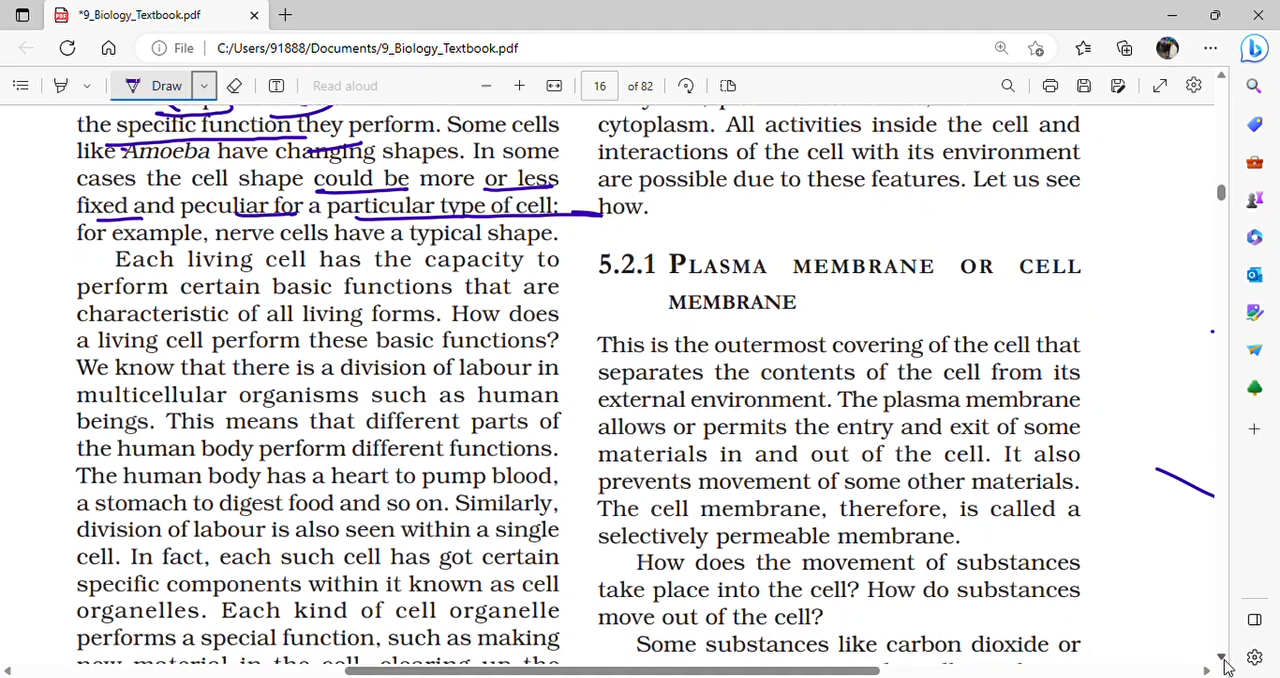 *9_Biology_Textbook.pdf
File
C:/Users/91888/Documents/9_Biology_Textbook.pdf
Draw
Read aloud
16 of 82
the specific function they perform. Some cells
like Amoeba have changing shapes. In some
cases the cell shape could be more or less
fixed and peculiar for a particular type of cell;
for example, nerve cells have a typical shape.
Each living cell has the capacity to
perform certain basic functions that are
characteristic of all living forms. How does
a living cell perform these basic functions?
We know that there is a division of labour in
multicellular organisms such as human
beings. This means that different parts of
the human body perform different functions.
The human body has a heart to pump blood,
a stomach to digest food and so on. Similarly,
division of labour is also seen within a single
cell. In fact, each such cell has got certain
specific components within it known as cell
organelles. Each kind of cell organelle
performs a special function, such as making
new material in the cell, clearing up the
cytoplasm. All activities inside the cell and
interactions of the cell with its environment
are possible due to these features. Let us see
how.
5.2.1 PLASMA MEMBRANE OR CELL
MEMBRANE
This is the outermost covering of the cell that
separates the contents of the cell from its
external environment. The plasma membrane
allows or permits the entry and exit of some
materials in and out of the cell. It also
prevents movement of some other materials.
The cell membrane, therefore, is called a
selectively permeable membrane.
How does the movement of substances
take place into the cell? How do substances
move out of the cell?
Some substances like carbon dioxide or